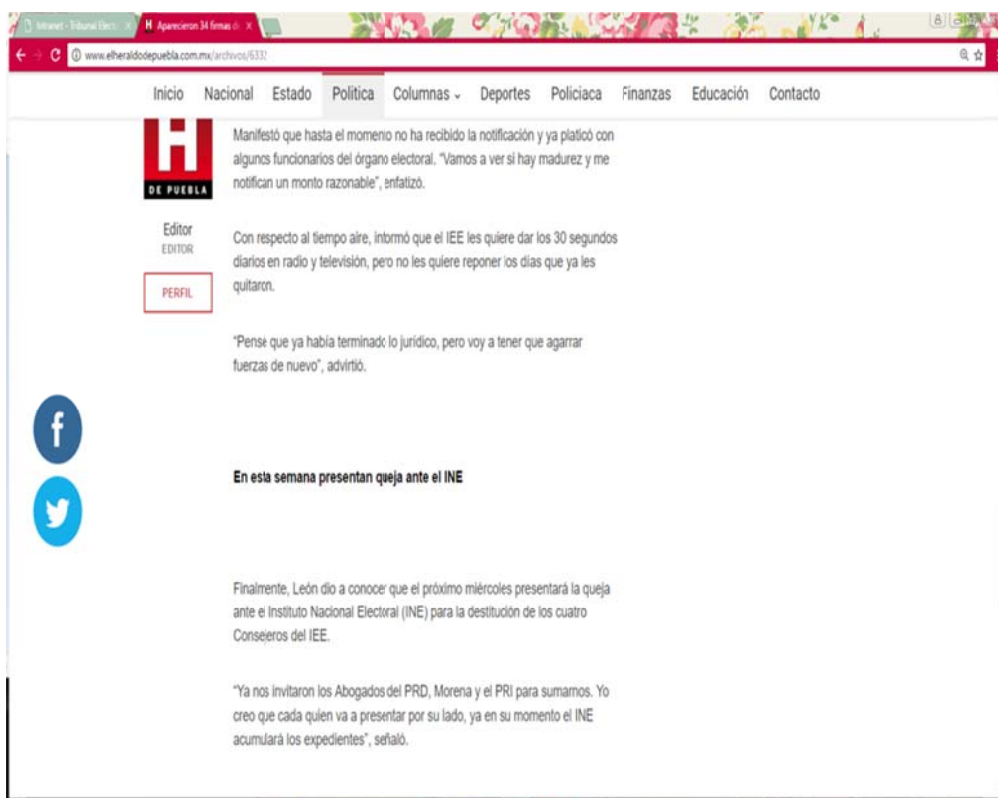 Intranet - Tribunal Elect
Aparecieron 34 firmas d
www.elheraldodepuebla.com.mx/archivos/633
Inicio Nacional Estado Política Columnas Deportes Policiaca Finanzas Educación Contacto
H
DE PUEBLA
Editor
EDITOR
PERFIL
Manifestó que hasta el momento no ha recibido la notificación y ya platicó con
algunos funcionarios del órgano electoral. "Vamos a ver si hay madurez y me
notifican un monto razonable", enfatizó.
Con respecto al tiempo aire, informó que el IEE les quiere dar los 30 segundos
diarios en radio y televisión, pero no les quiere reponer los días que ya les
quitaron.
"Pensé que ya había terminado lo jurídico, pero voy a tener que agarrar
fuerzas de nuevo", advirtió.
En esta semana presentan queja ante el INE
Finalmente, León dio a conocer que el próximo miércoles presentará la queja
ante el Instituto Nacional Electoral (INE) para la destitución de los cuatro
Consejeros del IEE.
"Ya nos invitaron los Abogados del PRD, Morena y el PRI para sumarnos. Yo
creo que cada quien va a presentar por su lado, ya en su momento el INE
acumulará los expedientes", señaló.